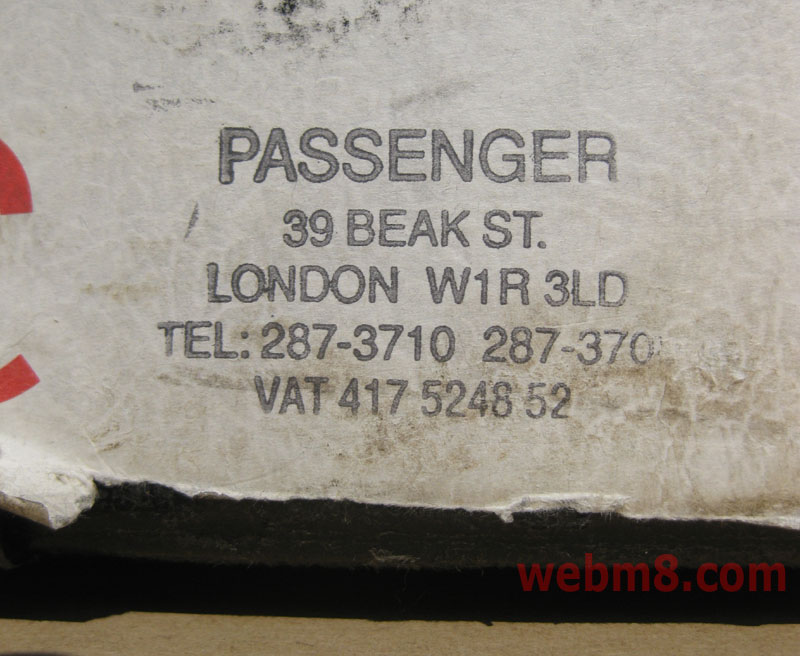 PASSENGER
39 BEAK ST.
LONDON W1R 3LD
TEL: 287-3710 287-370
VAT 417 5248 52
webm8.com